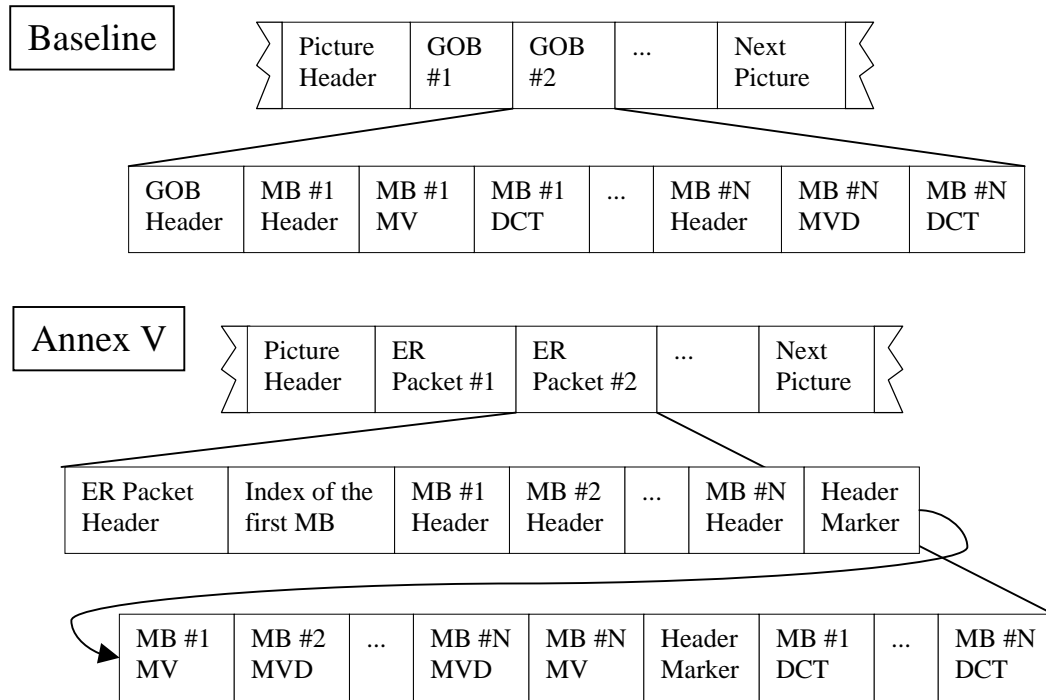 Baseline
Picture Header
GOB #1
GOB #2
...
Next Picture
GOB Header
MB #1 Header
MB #1 MV
MB #1 DCT
...
MB #N Header
MB #N MVD
MB #N DCT
Annex V
Picture Header
ER Packet #1
ER Packet #2
...
Next Picture
ER Packet Header
Index of the first MB
MB #1 Header
MB #2 Header
...
MB #N Header
Header Marker
MB #1 MV
MB #2 MVD
...
MB #N MVD
MB #N MV
Header Marker
MB #1 DCT
...
MB #N DCT